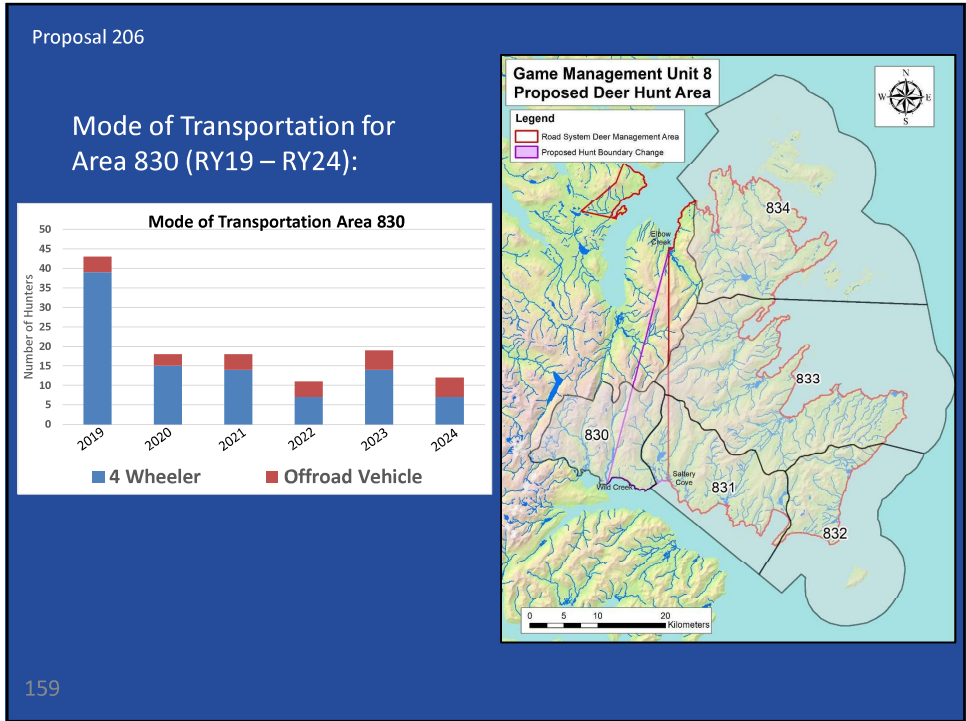 Proposal 206
Mode of Transportation for
Area 830 (RY19 – RY24):
Mode of Transportation Area 830
Number of Hunters
50
45
40
35
30
25
20
15
10
5
0
2019
2020
2021
2022
2023
2024
4 Wheeler
Offroad Vehicle
Game Management Unit 8
Proposed Deer Hunt Area
Legend
Road System Deer Management Area
Proposed Hunt Boundary Change
N
W
E
S
834
Elbow
Creek
833
830
Saltery
Cove
831
Wild Creek
832
0 5 10 20
Kilometers
159